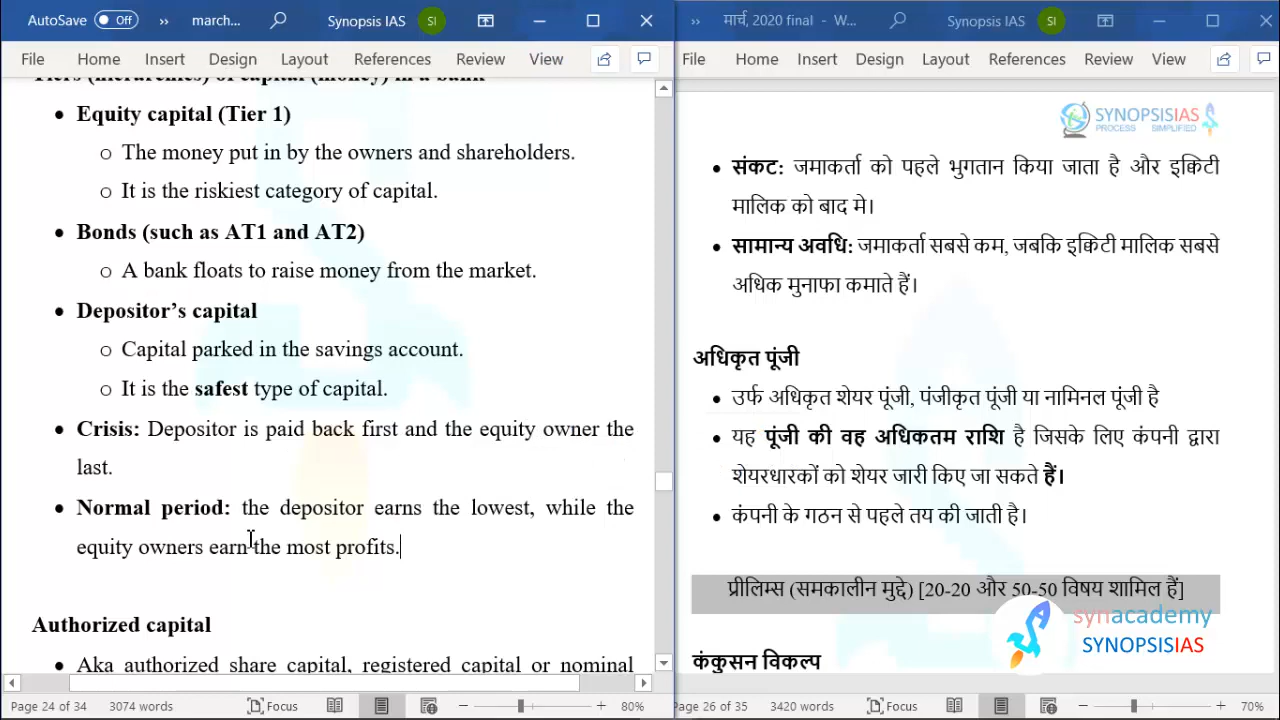 AutoSave Off march... Synopsis IAS SI
File Home Insert Design Layout References Review View
Tiers (hierarchies) of capital (money) in a bank
• Equity capital (Tier 1)
o The money put in by the owners and shareholders.
o It is the riskiest category of capital.
• Bonds (such as AT1 and AT2)
o A bank floats to raise money from the market.
• Depositor’s capital
o Capital parked in the savings account.
o It is the safest type of capital.
• Crisis: Depositor is paid back first and the equity owner the
last.
• Normal period: the depositor earns the lowest, while the
equity owners earn the most profits.
Authorized capital
• Aka authorized share capital, registered capital or nominal
Page 24 of 34 3074 words Focus 80%
मार्च, 2020 final - W... Synopsis IAS SI
File Home Insert Design Layout References Review View
SYNOPSISIAS
PROCESS SIMPLIFIED
• संकट: जमाकर्ता को पहले भुगतान किया जाता है और इक्विटी
मालिक को बाद मे।
• सामान्य अवधि: जमाकर्ता सबसे कम, जबकि इक्विटी मालिक सबसे
अधिक मुनाफा कमाते हैं।
अधिकृत पूंजी
• उर्फ अधिकृत शेयर पूंजी, पंजीकृत पूंजी या नामिनल पूंजी है
• यह पूंजी की वह अधिकतम राशि है जिसके लिए कंपनी द्वारा
शेयरधारकों को शेयर जारी किए जा सकते हैं।
• कंपनी के गठन से पहले तय की जाती है।
प्रीलिम्स (समकालीन मुद्दे) [20-20 और 50-50 विषय शामिल हैं]
synacademy
SYNOPSISIAS
कंकुसन विकल्प
Page 26 of 35 3420 words Focus 70%